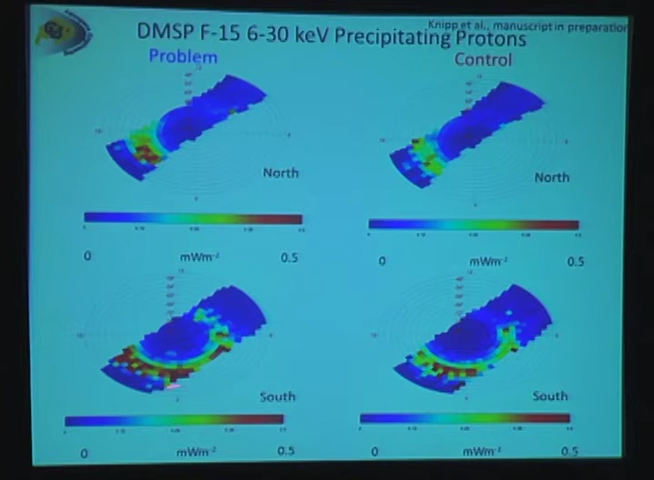 Knipp et al., manuscript in preparation
DMSP F-15 6-30 keV Precipitating Protons
Problem
Control
North
North
0 mWm⁻² 0.5
0 mWm⁻² 0.5
South
South
0 mWm⁻² 0.5
0 mWm⁻² 0.5